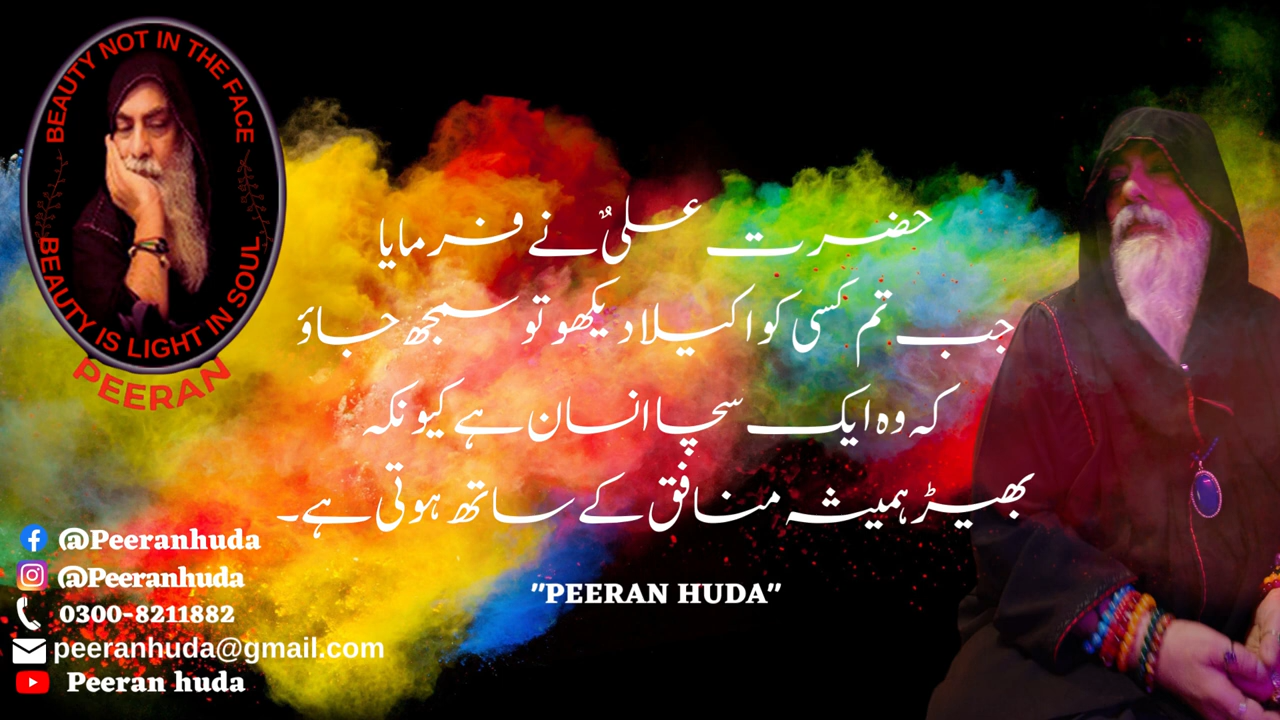 BEAUTY NOT IN THE FACE
BEAUTY IS LIGHT IN SOUL
PEERAN
حضرت علیؓ نے فرمایا
جب تم کسی کو اکیلا دیکھو تو سمجھ جاؤ
کہ وہ ایک سچا انسان ہے کیونکہ
بھیڑ ہمیشہ منافق کے ساتھ ہوتی ہے۔
"PEERAN HUDA"
@Peeranhuda
@Peeranhuda
0300-8211882
peeranhuda@gmail.com
Peeran huda